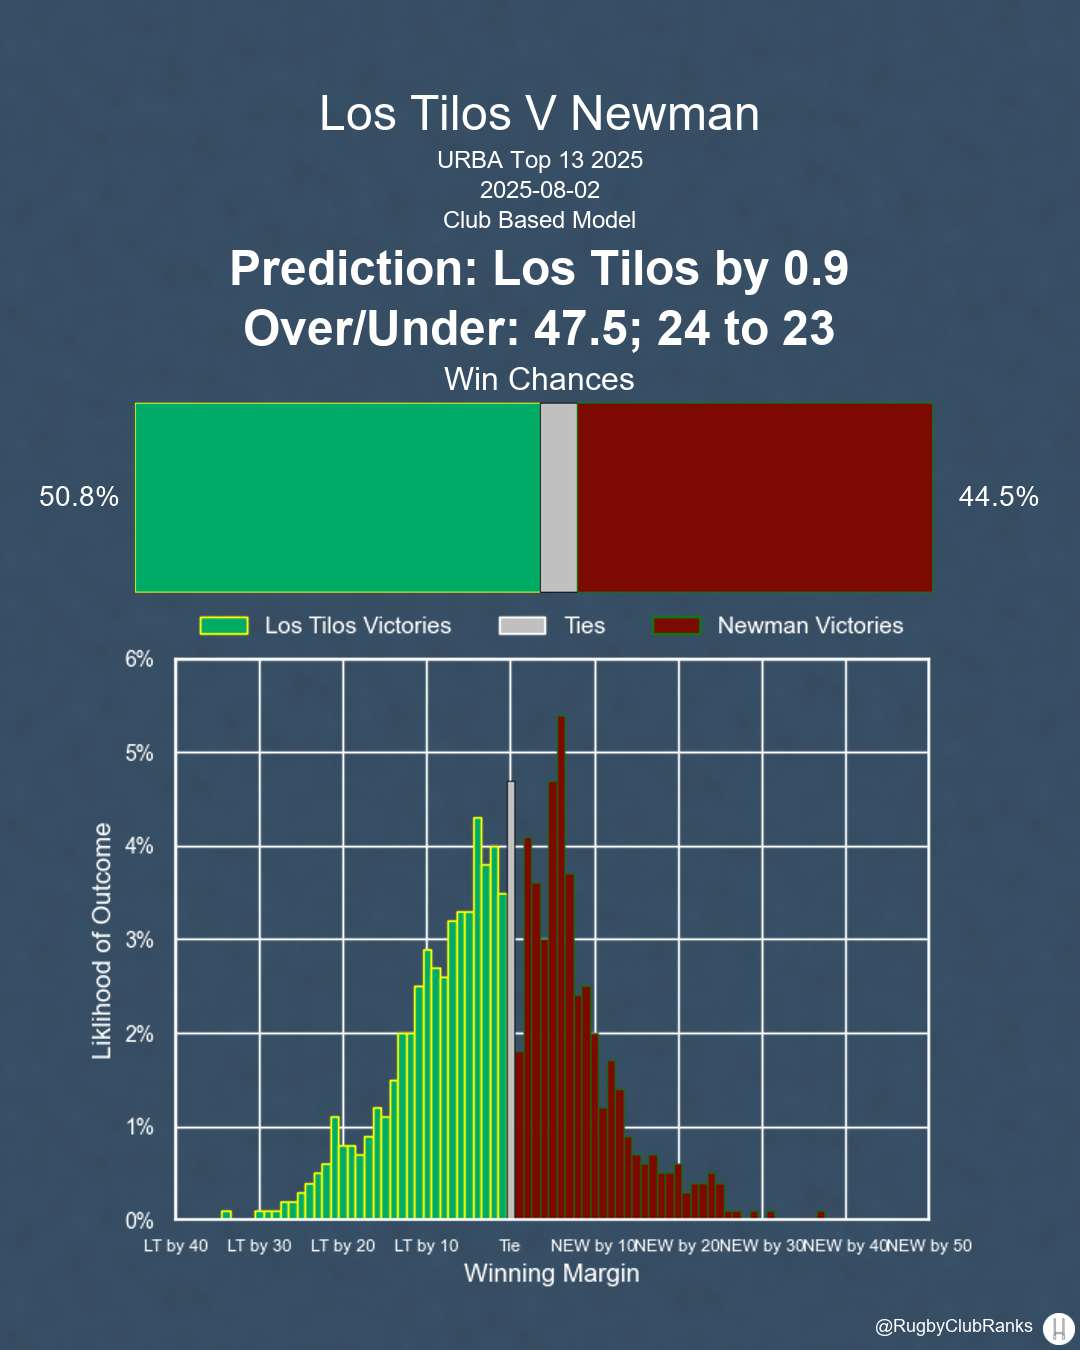 Los Tilos V Newman
URBA Top 13 2025
2025-08-02
Club Based Model
Prediction: Los Tilos by 0.9
Over/Under: 47.5; 24 to 23
Win Chances
50.8%
44.5%
Los Tilos Victories
Ties
Newman Victories
6%
5%
4%
3%
2%
1%
0%
Liklihood of Outcome
LT by 40
LT by 30
LT by 20
LT by 10
Tie
NEW by 10
NEW by 20
NEW by 30
NEW by 40
NEW by 50
Winning Margin
@RugbyClubRanks